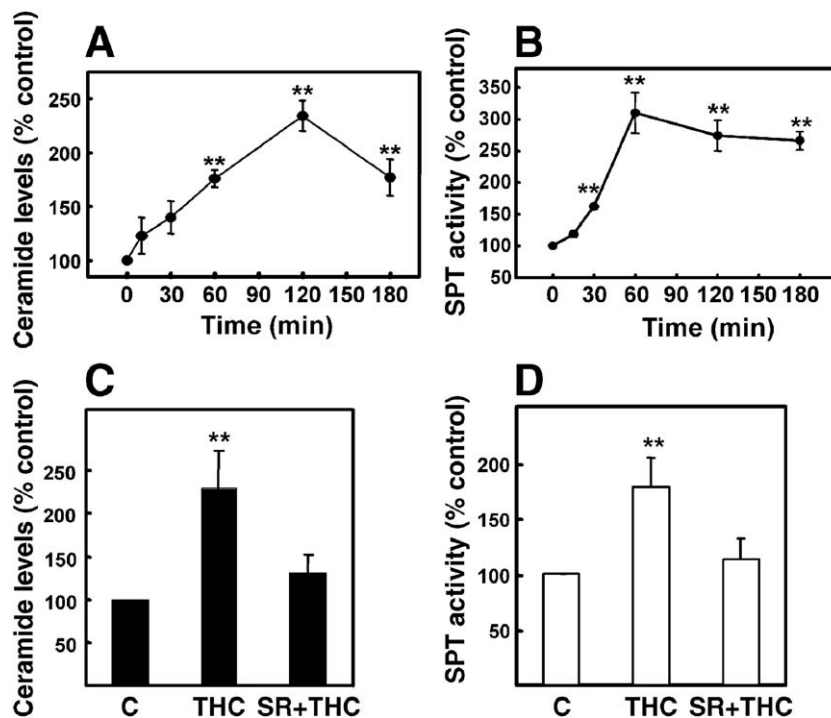 A
Ceramide levels (% control)
250
200
150
100
**
**
**
0 30 60 90 120 150 180
Time (min)
B
SPT activity (% control)
350
300
250
200
150
100
50
**
**
**
**
0 30 60 90 120 150 180
Time (min)
C
Ceramide levels (% control)
250
200
150
100
50
**
C THC SR+THC
D
SPT activity (% control)
200
150
100
50
**
C THC SR+THC